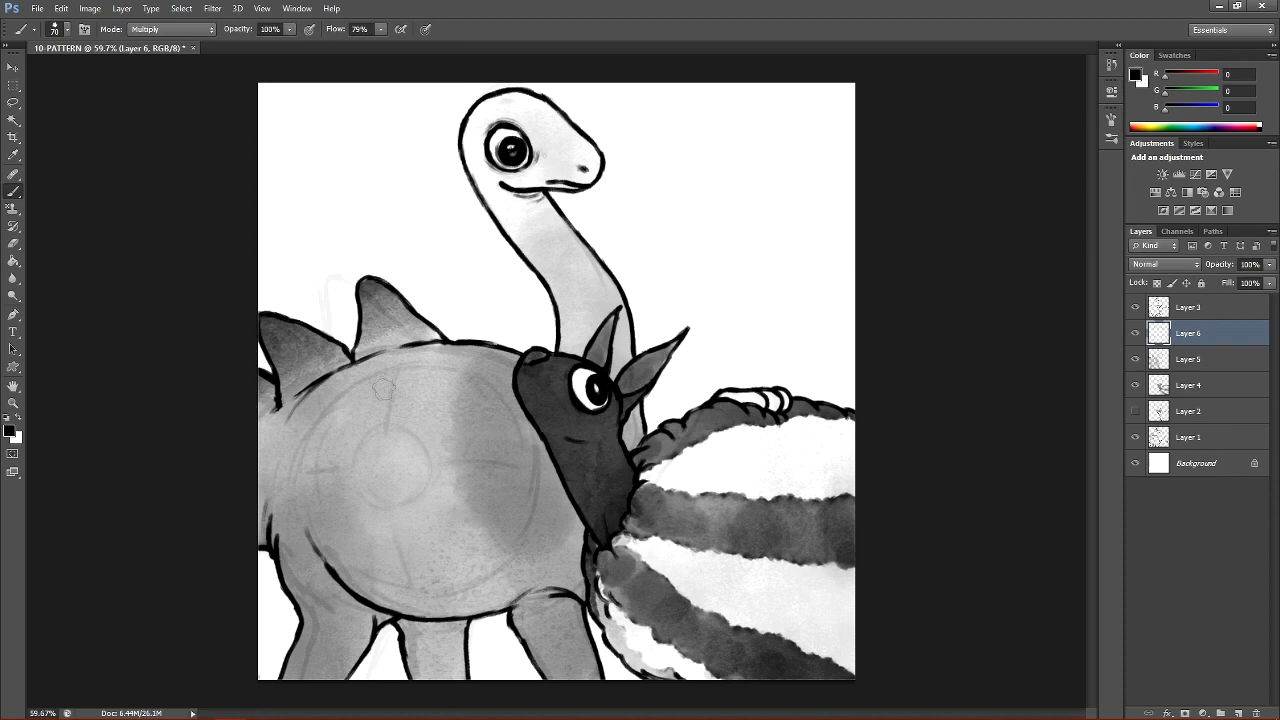 Ps File Edit Image Layer Type Select Filter 3D View Window Help
70 Mode: Multiply Opacity: 100% Flow: 79% Essentials
10-PATTERN @ 59.7% (Layer 6, RGB/8) * ×
Color Swatches
R 0
G 0
B 0
Adjustments Styles
Add an adjustment
Layers Channels Paths
Kind
Normal Opacity: 100%
Lock: Fill: 100%
Layer 3
Layer 6
Layer 5
Layer 4
Layer 2
Layer 1
Background
59.67% Doc: 6.44M/26.1M